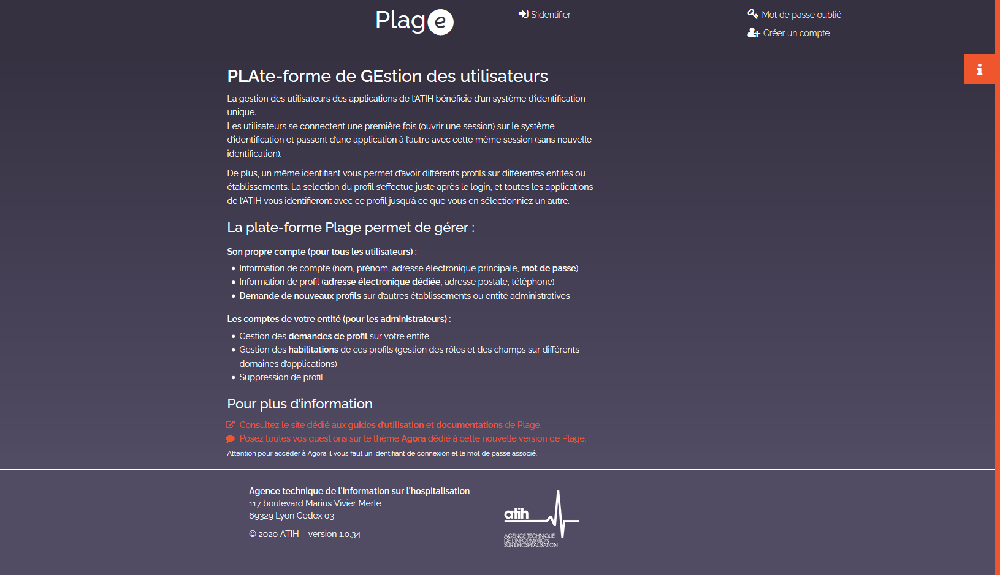 Plage
S'identifier
Mot de passe oublié
Créer un compte
PLAte-forme de GEstion des utilisateurs
La gestion des utilisateurs des applications de l'ATIH bénéficie d'un système d'identification
unique.
Les utilisateurs se connectent une première fois (ouvrir une session) sur le système
d'identification et passent d'une application à l'autre avec cette même session (sans nouvelle
identification).
De plus, un même identifiant vous permet d'avoir différents profils sur différentes entités ou
établissements. La selection du profil s'effectue juste après le login, et toutes les applications
de l'ATIH vous identifieront avec ce profil jusqu'à ce que vous en sélectionniez un autre.
La plate-forme Plage permet de gérer :
Son propre compte (pour tous les utilisateurs) :
• Information de compte (nom, prénom, adresse électronique principale, mot de passe)
• Information de profil (adresse électronique dédiée, adresse postale, téléphone)
• Demande de nouveaux profils sur d'autres établissements ou entité administratives
Les comptes de votre entité (pour les administrateurs) :
• Gestion des demandes de profil sur votre entité
• Gestion des habilitations de ces profils (gestion des rôles et des champs sur différents
domaines d'applications)
• Suppression de profil
Pour plus d'information
Consultez le site dédié aux guides d'utilisation et documentations de Plage.
Posez toutes vos questions sur le thème Agora dédié à cette nouvelle version de Plage.
Attention pour accéder à Agora il vous faut un identifiant de connexion et le mot de passe associé.
Agence technique de l'information sur l'hospitalisation
117 boulevard Marius Vivier Merle
69329 Lyon Cedex 03
© 2020 ATIH – version 1.0.34
atih
AGENCE TECHNIQUE
DE L'INFORMATION
SUR L'HOSPITALISATION